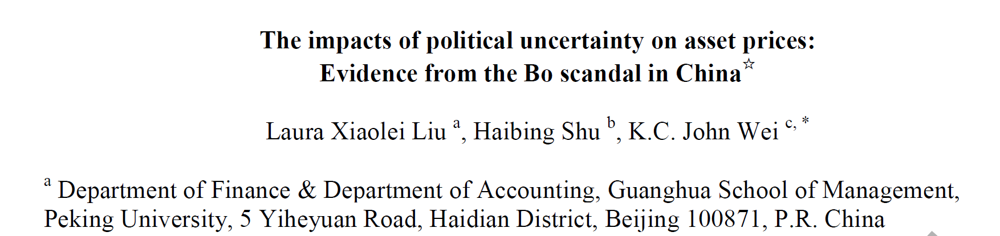 The impacts of political uncertainty on asset prices:
Evidence from the Bo scandal in China☆
Laura Xiaolei Liu a, Haibing Shu b, K.C. John Wei c, *
a Department of Finance & Department of Accounting, Guanghua School of Management,
Peking University, 5 Yiheyuan Road, Haidian District, Beijing 100871, P.R. China